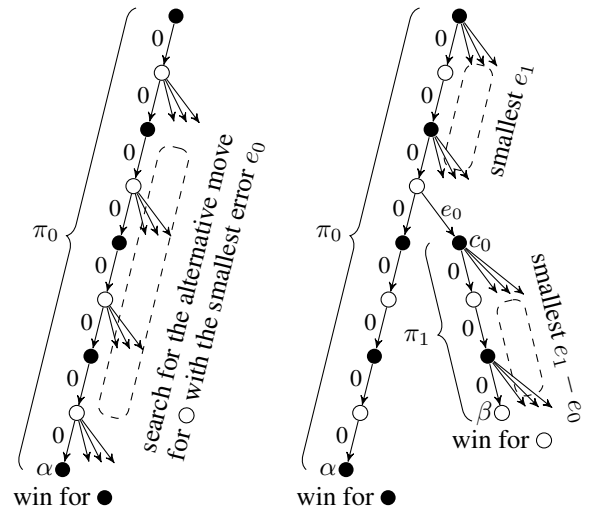 0
0
0
0
0
0
0
0
π₀
α
win for ●
search for the alternative move
for ○ with the smallest error e₀
0
0
0
0
0
0
0
π₀
α
win for ●
smallest e₁
e₀
c₀
0
0
0
π₁
β
win for ○
smallest e₁ − e₀